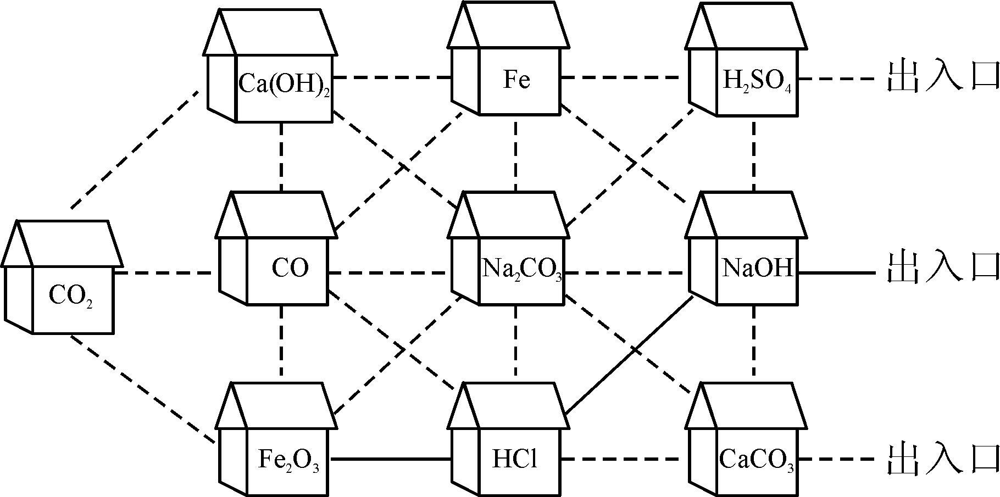 Ca(OH)₂ Fe H₂SO₄ 出入口
CO₂ CO Na₂CO₃ NaOH 出入口
Fe₂O₃ HCl CaCO₃ 出入口